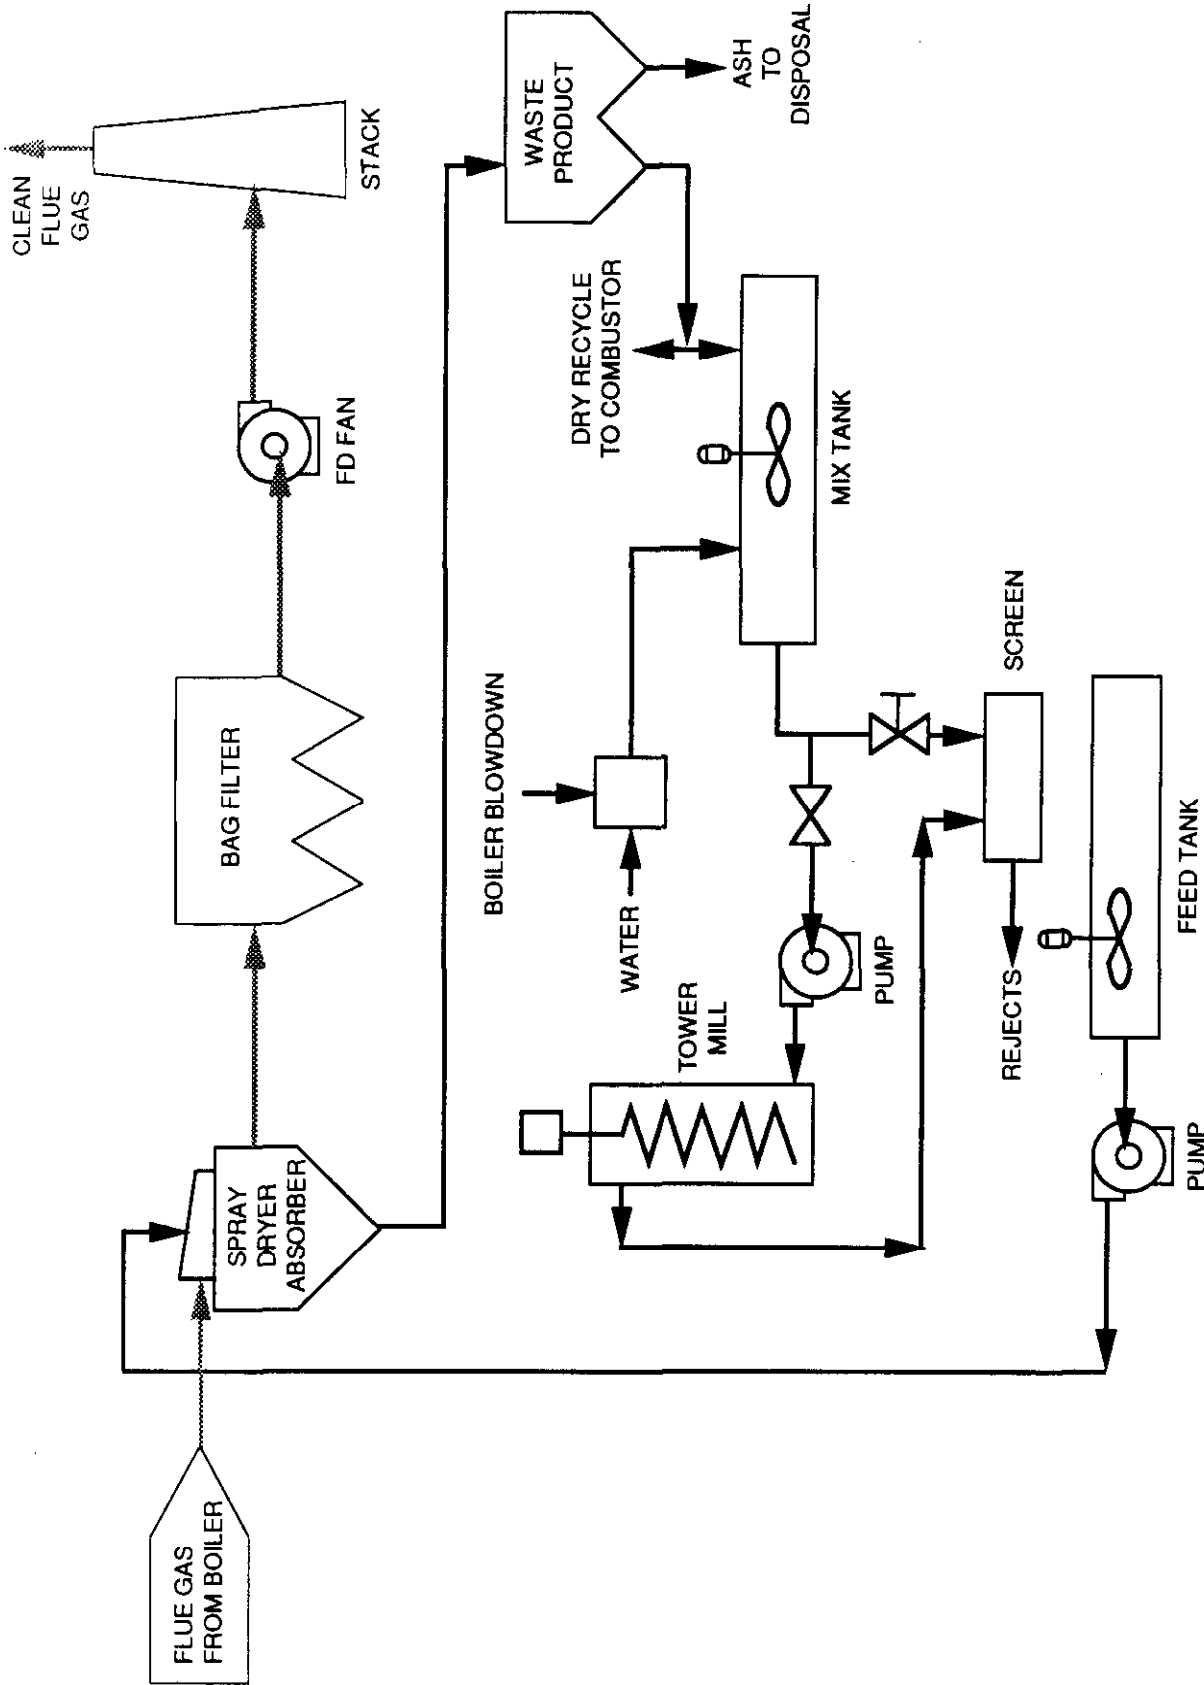 CLEAN
FLUE
GAS
STACK
FD FAN
BAG FILTER
SPRAY
DRYER
ABSORBER
FLUE GAS
FROM BOILER
WASTE
PRODUCT
ASH
TO
DISPOSAL
DRY RECYCLE
TO COMBUSTOR
MIX TANK
BOILER BLOWDOWN
WATER
TOWER
MILL
PUMP
SCREEN
REJECTS
FEED TANK
PUMP